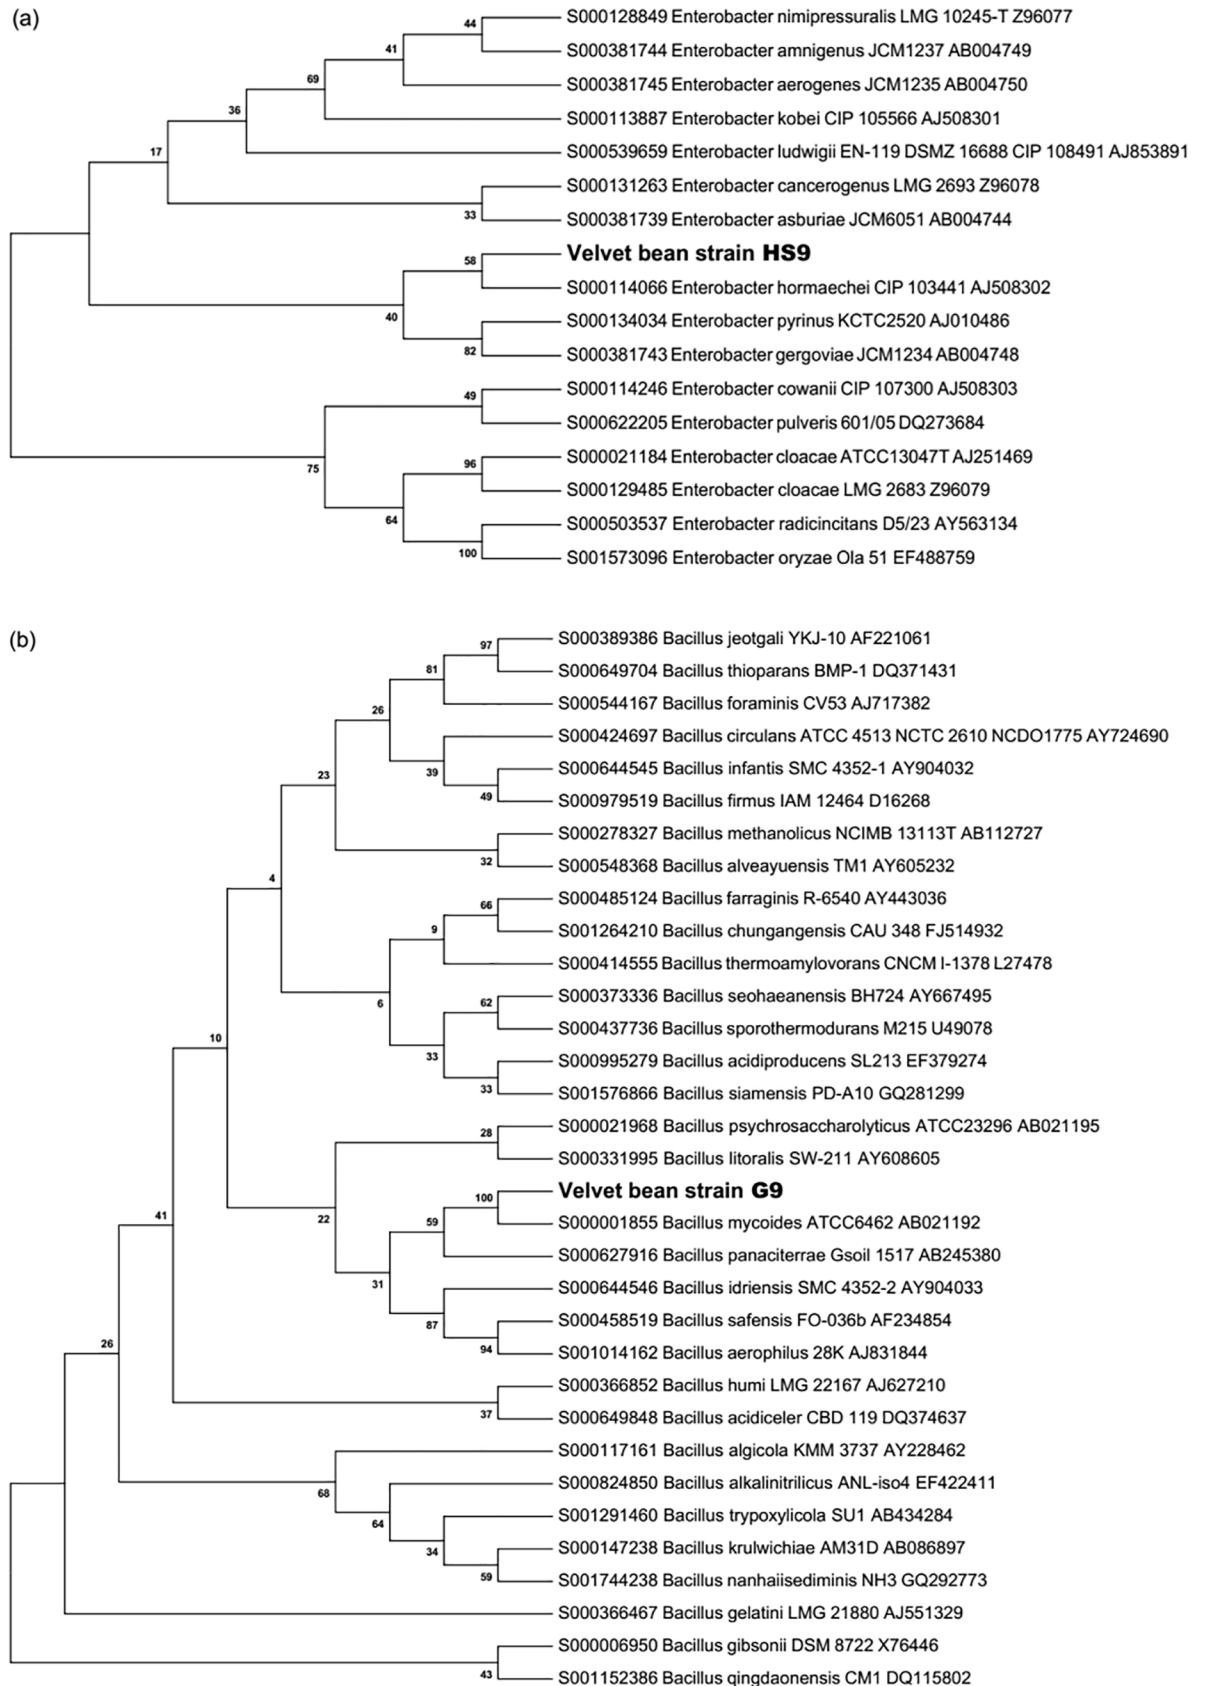 (a)
44
S000128849 Enterobacter nimipressuralis LMG 10245-T Z96077
S000381744 Enterobacter amnigenus JCM1237 AB004749
41
69
S000381745 Enterobacter aerogenes JCM1235 AB004750
36
S000113887 Enterobacter kobei CIP 105566 AJ508301
17
S000539659 Enterobacter ludwigii EN-119 DSMZ 16688 CIP 108491 AJ853891
S000131263 Enterobacter cancerogenus LMG 2693 Z96078
33
S000381739 Enterobacter asburiae JCM6051 AB004744
58
Velvet bean strain HS9
S000114066 Enterobacter hormaechei CIP 103441 AJ508302
40
S000134034 Enterobacter pyrinus KCTC2520 AJ010486
82
S000381743 Enterobacter gergoviae JCM1234 AB004748
49
S000114246 Enterobacter cowanii CIP 107300 AJ508303
S000622205 Enterobacter pulveris 601/05 DQ273684
75
96
S000021184 Enterobacter cloacae ATCC13047T AJ251469
S000129485 Enterobacter cloacae LMG 2683 Z96079
64
S000503537 Enterobacter radicincitans D5/23 AY563134
100
S001573096 Enterobacter oryzae Ola 51 EF488759
(b)
97
S000389386 Bacillus jeotgali YKJ-10 AF221061
81
S000649704 Bacillus thioparans BMP-1 DQ371431
26
S000544167 Bacillus foraminis CV53 AJ717382
S000424697 Bacillus circulans ATCC 4513 NCTC 2610 NCDO1775 AY724690
23
39
S000644545 Bacillus infantis SMC 4352-1 AY904032
49
S000979519 Bacillus firmus IAM 12464 D16268
S000278327 Bacillus methanolicus NCIMB 13113T AB112727
32
S000548368 Bacillus alveayuensis TM1 AY605232
4
66
S000485124 Bacillus farraginis R-6540 AY443036
9
S001264210 Bacillus chungangensis CAU 348 FJ514932
S000414555 Bacillus thermoamylovorans CNCM I-1378 L27478
6
62
S000373336 Bacillus seohaeanensis BH724 AY667495
S000437736 Bacillus sporothermodurans M215 U49078
10
33
S000995279 Bacillus acidiproducens SL213 EF379274
33
S001576866 Bacillus siamensis PD-A10 GQ281299
28
S000021968 Bacillus psychrosaccharolyticus ATCC23296 AB021195
S000331995 Bacillus litoralis SW-211 AY608605
100
Velvet bean strain G9
41
22
59
S000001855 Bacillus mycoides ATCC6462 AB021192
S000627916 Bacillus panaciterrae Gsoil 1517 AB245380
31
S000644546 Bacillus idriensis SMC 4352-2 AY904033
87
S000458519 Bacillus safensis FO-036b AF234854
26
94
S001014162 Bacillus aerophilus 28K AJ831844
S000366852 Bacillus humi LMG 22167 AJ627210
37
S000649848 Bacillus acidiceler CBD 119 DQ374637
S000117161 Bacillus algicola KMM 3737 AY228462
68
S000824850 Bacillus alkalinitrilicus ANL-iso4 EF422411
64
S001291460 Bacillus trypoxylicola SU1 AB434284
34
S000147238 Bacillus krulwichiae AM31D AB086897
59
S001744238 Bacillus nanhaiisediminis NH3 GQ292773
S000366467 Bacillus gelatini LMG 21880 AJ551329
S000006950 Bacillus gibsonii DSM 8722 X76446
43
S001152386 Bacillus qingdaonensis CM1 DQ115802